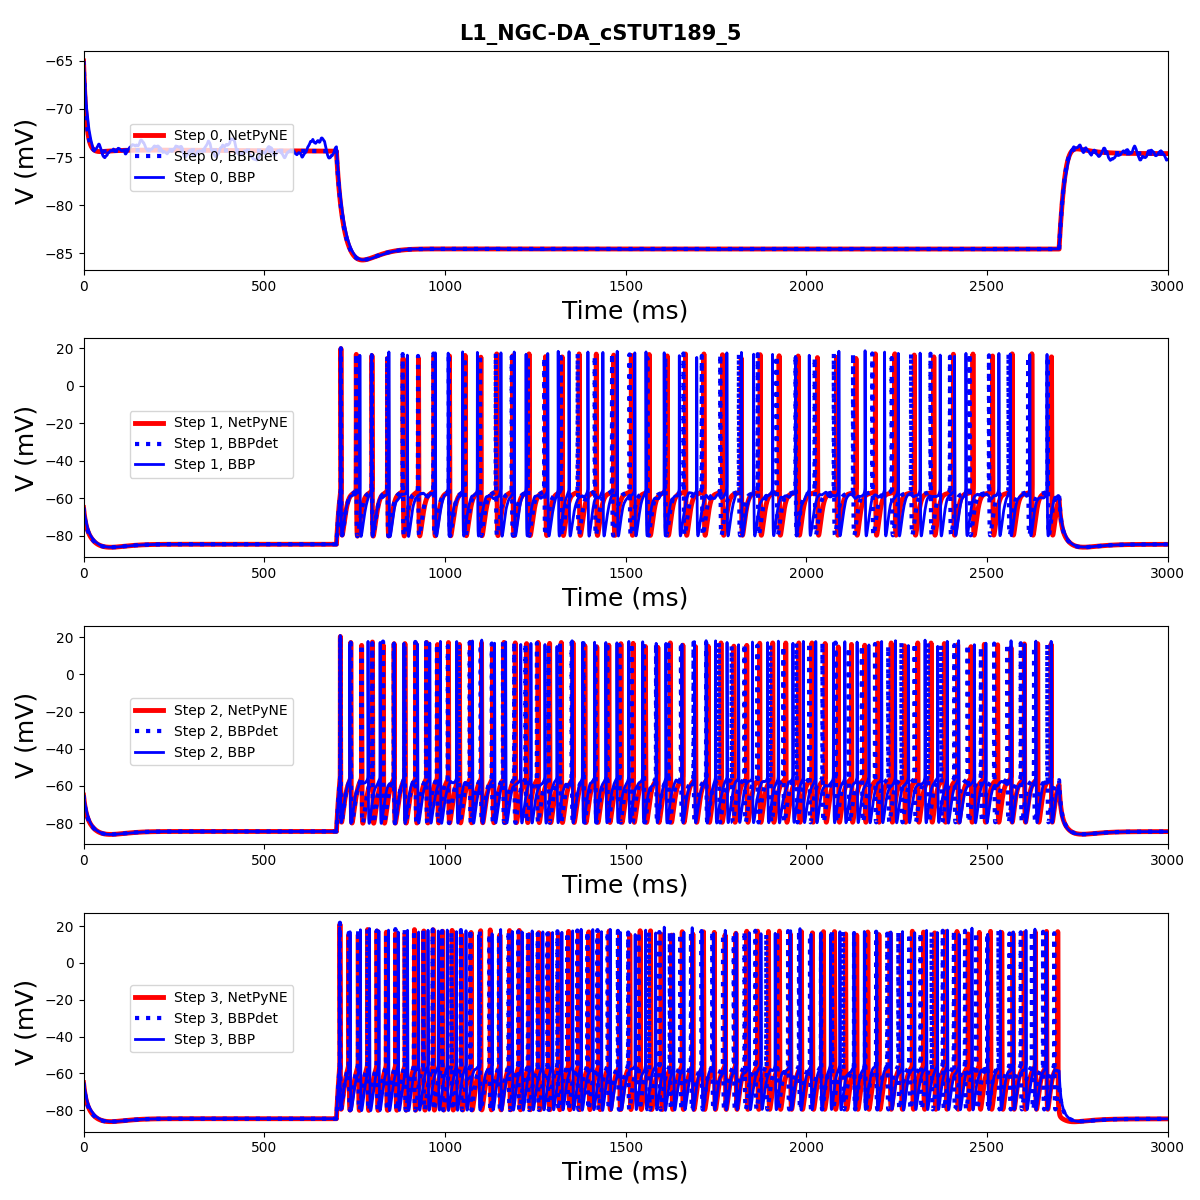 L1_NGC-DA_cSTUT189_5
−65
−70
−75
−80
−85
V (mV)
Step 0, NetPyNE
Step 0, BBPdet
Step 0, BBP
0 500 1000 1500 2000 2500 3000
Time (ms)
20
0
−20
−40
−60
−80
V (mV)
Step 1, NetPyNE
Step 1, BBPdet
Step 1, BBP
0 500 1000 1500 2000 2500 3000
Time (ms)
20
0
−20
−40
−60
−80
V (mV)
Step 2, NetPyNE
Step 2, BBPdet
Step 2, BBP
0 500 1000 1500 2000 2500 3000
Time (ms)
20
0
−20
−40
−60
−80
V (mV)
Step 3, NetPyNE
Step 3, BBPdet
Step 3, BBP
0 500 1000 1500 2000 2500 3000
Time (ms)